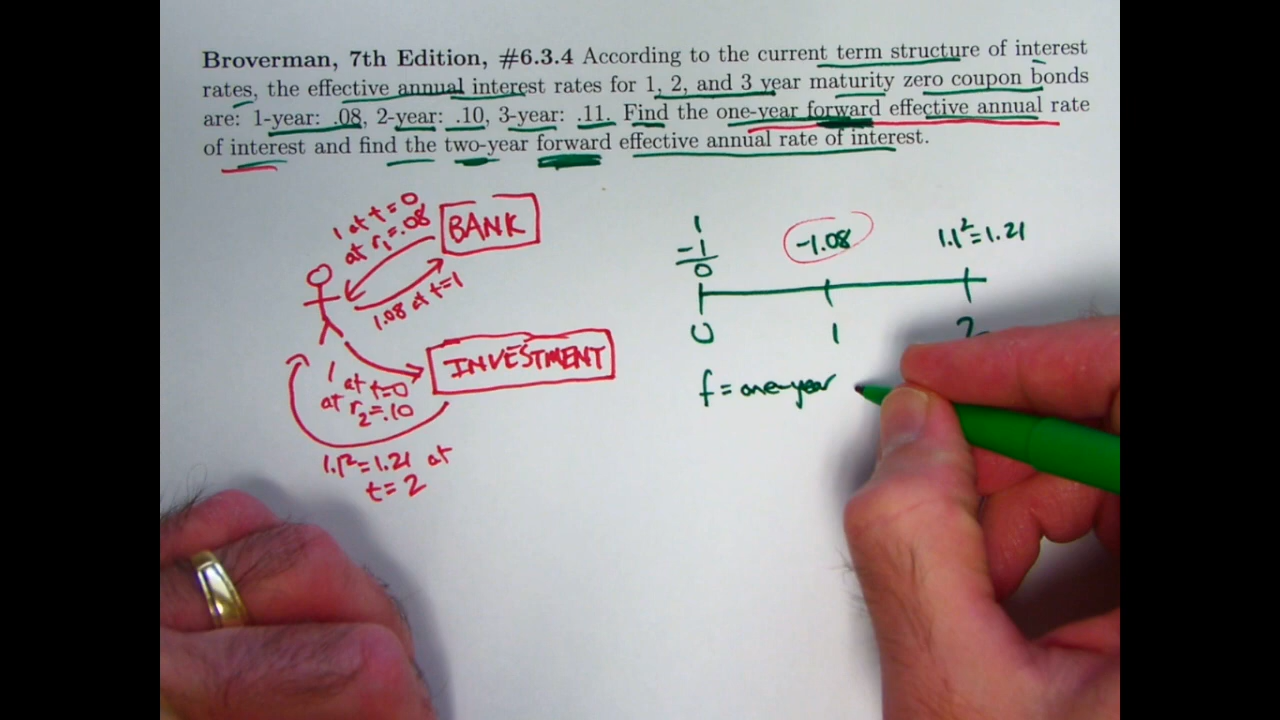 Broverman, 7th Edition, #6.3.4 According to the current term structure of interest
rates, the effective annual interest rates for 1, 2, and 3 year maturity zero coupon bonds
are: 1-year: .08, 2-year: .10, 3-year: .11. Find the one-year forward effective annual rate
of interest and find the two-year forward effective annual rate of interest.
1 at t=0
at r₁=.08
BANK
1.08 at t=1
INVESTMENT
1 at t=0
at r₂=.10
1.1²=1.21 at
t=2
1
-1
0
-1.08
1.1²=1.21
0
1
2
f = one-year